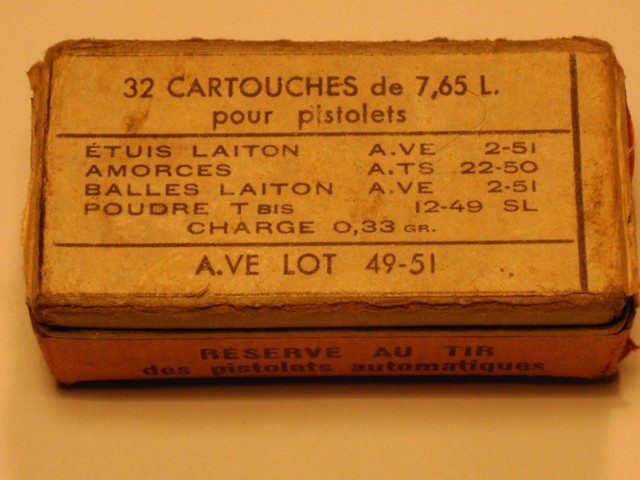 32 CARTOUCHES de 7,65 L.
pour pistolets
ÉTUIS LAITON A.VE 2-51
AMORCES A.TS 22-50
BALLES LAITON A.VE 2-51
POUDRE T BIS 12-49 SL
CHARGE 0,33 GR.
A.VE LOT 49-51
RÉSERVÉ AU TIR
des pistolets automatiques